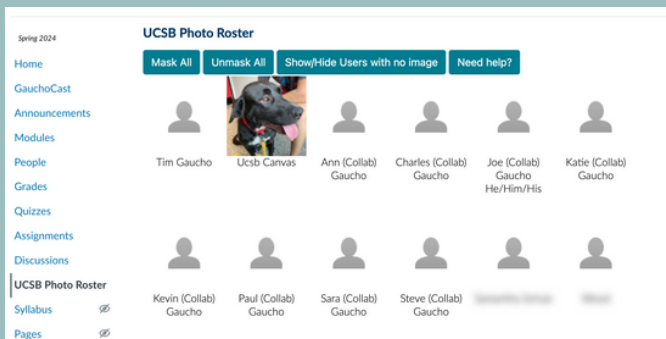 Spring 2024
Home
GauchoCast
Announcements
Modules
People
Grades
Quizzes
Assignments
Discussions
UCSB Photo Roster
Syllabus
Pages
UCSB Photo Roster
Mask All Unmask All Show/Hide Users with no image Need help?
Tim Gaucho Ucsb Canvas Ann (Collab) Charles (Collab) Joe (Collab) Katie (Collab)
Gaucho Gaucho Gaucho Gaucho
He/Him/His
Kevin (Collab) Paul (Collab) Sara (Collab) Steve (Collab)
Gaucho Gaucho Gaucho Gaucho